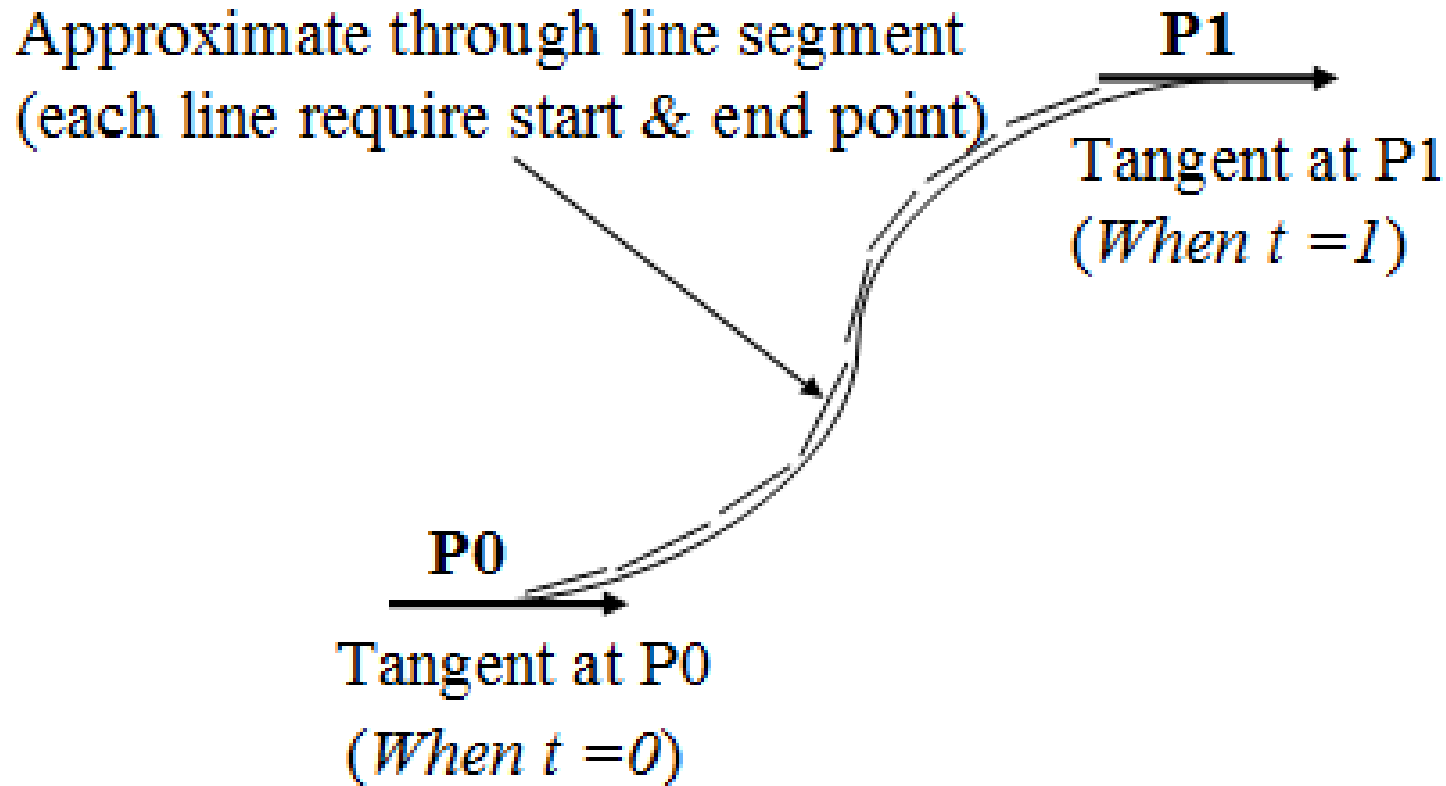 Approximate through line segment
(each line require start & end point)
P1
Tangent at P1
(When t =1)
P0
Tangent at P0
(When t =0)